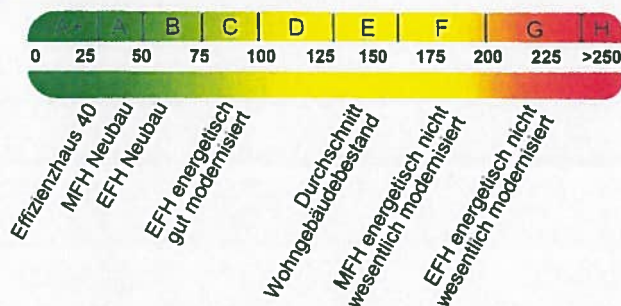 A+ A B C D E F G H
0 25 50 75 100 125 150 175 200 225 >250
Effizienzhaus 40
MFH Neubau
EFH Neubau
EFH energetisch
gut modernisiert
Durchschnitt
Wohngebäudebestand
MFH energetisch nicht
wesentlich modernisiert
EFH energetisch nicht
wesentlich modernisiert